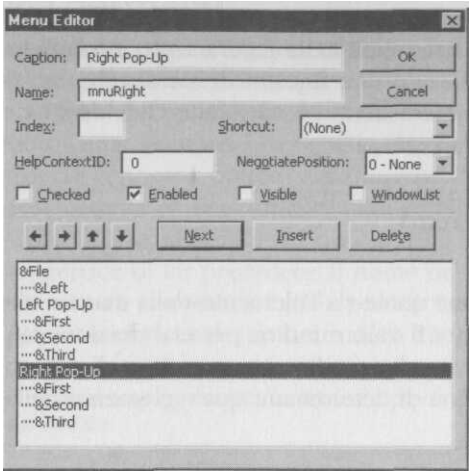 Menu Editor
Caption: Right Pop-Up OK
Name: mnuRight Cancel
Index: Shortcut: (None)
HelpContextID: 0 NegotiatePosition: 0 - None
Checked Enabled Visible WindowList
Next Insert Delete
&File
····&Left
Left Pop-Up
····&First
····&Second
····&Third
Right Pop-Up
····&First
····&Second
····&Third